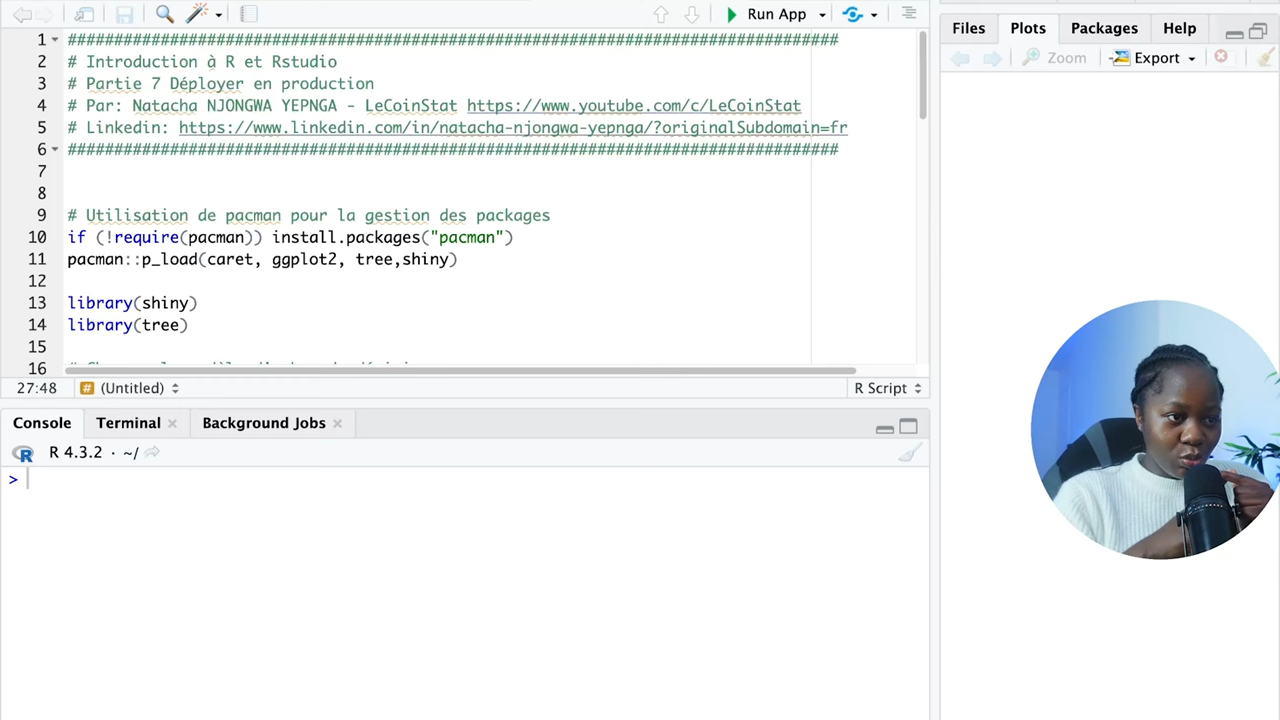 Run App
1 ####################################################################################
2 # Introduction à R et Rstudio
3 # Partie 7 Déployer en production
4 # Par: Natacha NJONGWA YEPNGA - LeCoinStat https://www.youtube.com/c/LeCoinStat
5 # Linkedin: https://www.linkedin.com/in/natacha-njongwa-yepnga/?originalSubdomain=fr
6 ####################################################################################
7
8
9 # Utilisation de pacman pour la gestion des packages
10 if (!require(pacman)) install.packages("pacman")
11 pacman::p_load(caret, ggplot2, tree,shiny)
12
13 library(shiny)
14 library(tree)
15
16
27:48 # (Untitled) R Script
Console Terminal Background Jobs
R R 4.3.2 · ~/
>
Files Plots Packages Help
Zoom Export